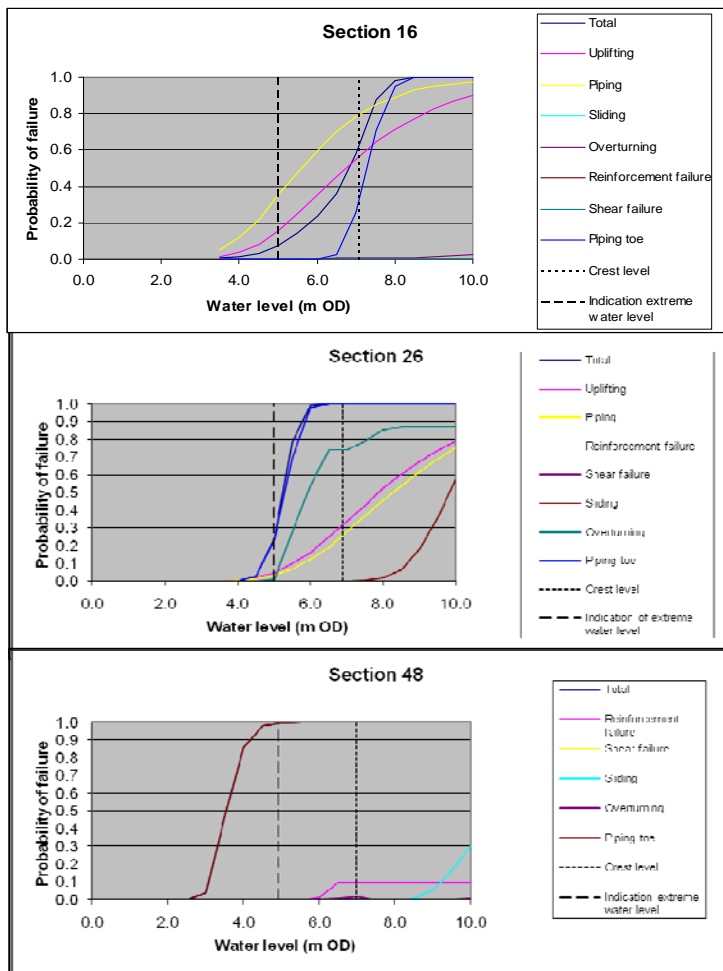 Section 16
Total
Uplifting
Piping
Sliding
Overturning
Reinforcement failure
Shear failure
Piping toe
Crest level
Indication extreme
water level
Probability of failure
1.0
0.8
0.6
0.4
0.2
0.0
0.0 2.0 4.0 6.0 8.0 10.0
Water level (m OD)
Section 26
Total
Uplifting
Piping
Reinforcement failure
Shear failure
Sliding
Overturning
Piping toe
Crest level
Indication of extreme
water level
Probability of failure
1.0
0.9
0.8
0.7
0.6
0.5
0.4
0.3
0.2
0.1
0.0
0.0 2.0 4.0 6.0 8.0 10.0
Water level (m OD)
Section 48
Total
Reinforcement
failure
Shear failure
Sliding
Overturning
Piping toe
Crest level
Indication extreme
water level
Probability of failure
1.0
0.9
0.8
0.7
0.6
0.5
0.4
0.3
0.2
0.1
0.0
0.0 2.0 4.0 6.0 8.0 10.0
Water level (m OD)